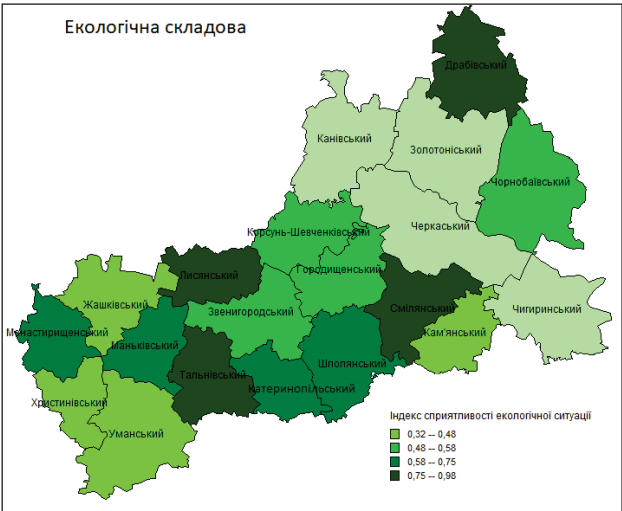 Екологічна складова
Драбівський
Канівський
Золотоніський
Чорнобаївський
Черкаський
Корсунь-Шевченківський
Городищенський
Лисянський
Жашківський
Звенигородський
Смілянський
Чигиринський
Монастирищенський
Маньківський
Кам'янський
Шполянський
Тальнівський
Катеринопільський
Христинівський
Уманський
Індекс сприятливості екологічної ситуації
0,32 -- 0,48
0,48 -- 0,58
0,58 -- 0,75
0,75 -- 0,98